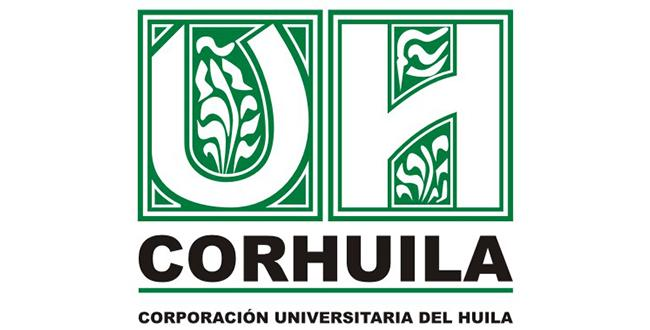 UH
CORHUILA
CORPORACIÓN UNIVERSITARIA DEL HUILA